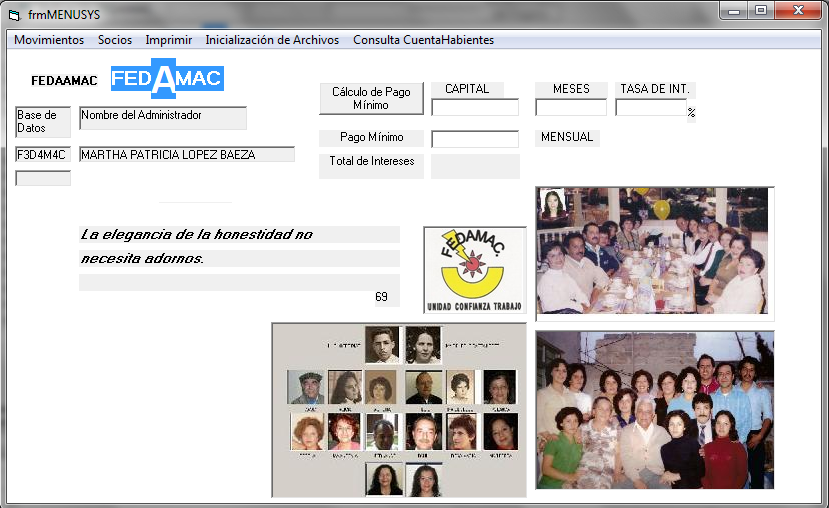 frmMENUSYS
Movimientos Socios Imprimir Inicialización de Archivos Consulta CuentaHabientes
FEDAAMAC FEDAMAC
Cálculo de Pago Mínimo
CAPITAL MESES TASA DE INT.
%
Base de Datos
Nombre del Administrador
Pago Mínimo MENSUAL
F3D4M4C MARTHA PATRICIA LOPEZ BAEZA
Total de Intereses
La elegancia de la honestidad no
necesita adornos.
69
FEDAMAC.
UNIDAD CONFIANZA TRABAJO